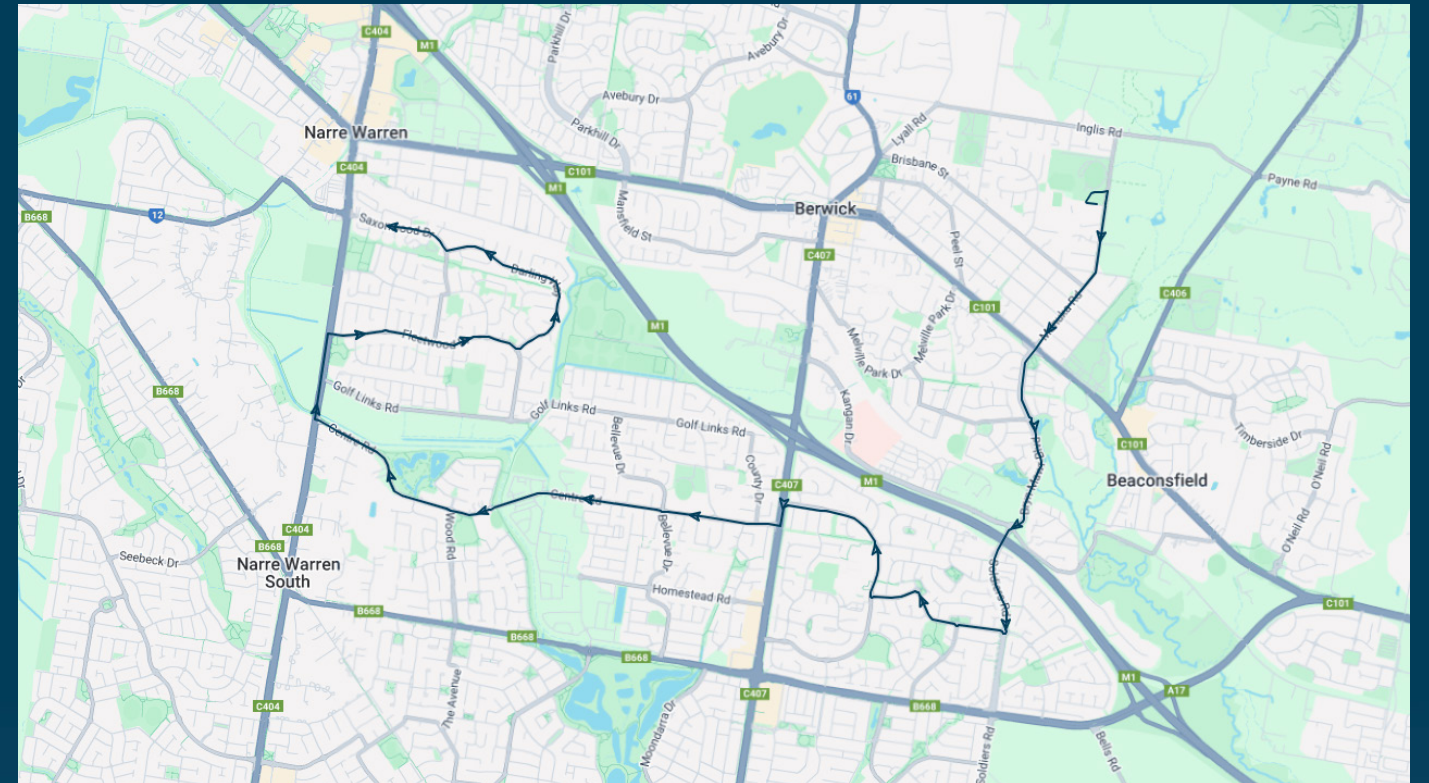 C404
M1
Parkhill Dr
Avebury Dr
Avebury Dr
61
Parkhill Dr
Lyall Rd
Inglis Rd
Narre Warren
C404
C101
M1
Brisbane St
Payne Rd
B668
12
Saxonwood Dr
Mansfield St
Berwick
Peel St
C407
Barling Wy
C101
C406
M1
Fleetwood
Melville Park Dr
Melville Park Dr
B668
Golf Links Rd
Golf Links Rd
Golf Links Rd
Bellevue Dr
Kangan Dr
Centre Rd
Timberside Dr
C101
O'Neil Rd
Beaconsfield
County Dr
C407
M1
Bellevue Dr
Wood Rd
C404
B668
O'Neil Rd
Seebeck Dr
Narre Warren
South
Homestead Rd
Soldiers Rd
B668
C101
B668
B668
M1
A17
C407
C404
B668
The Avenue
Moondarra Dr
Soldiers Rd
Bells Rd